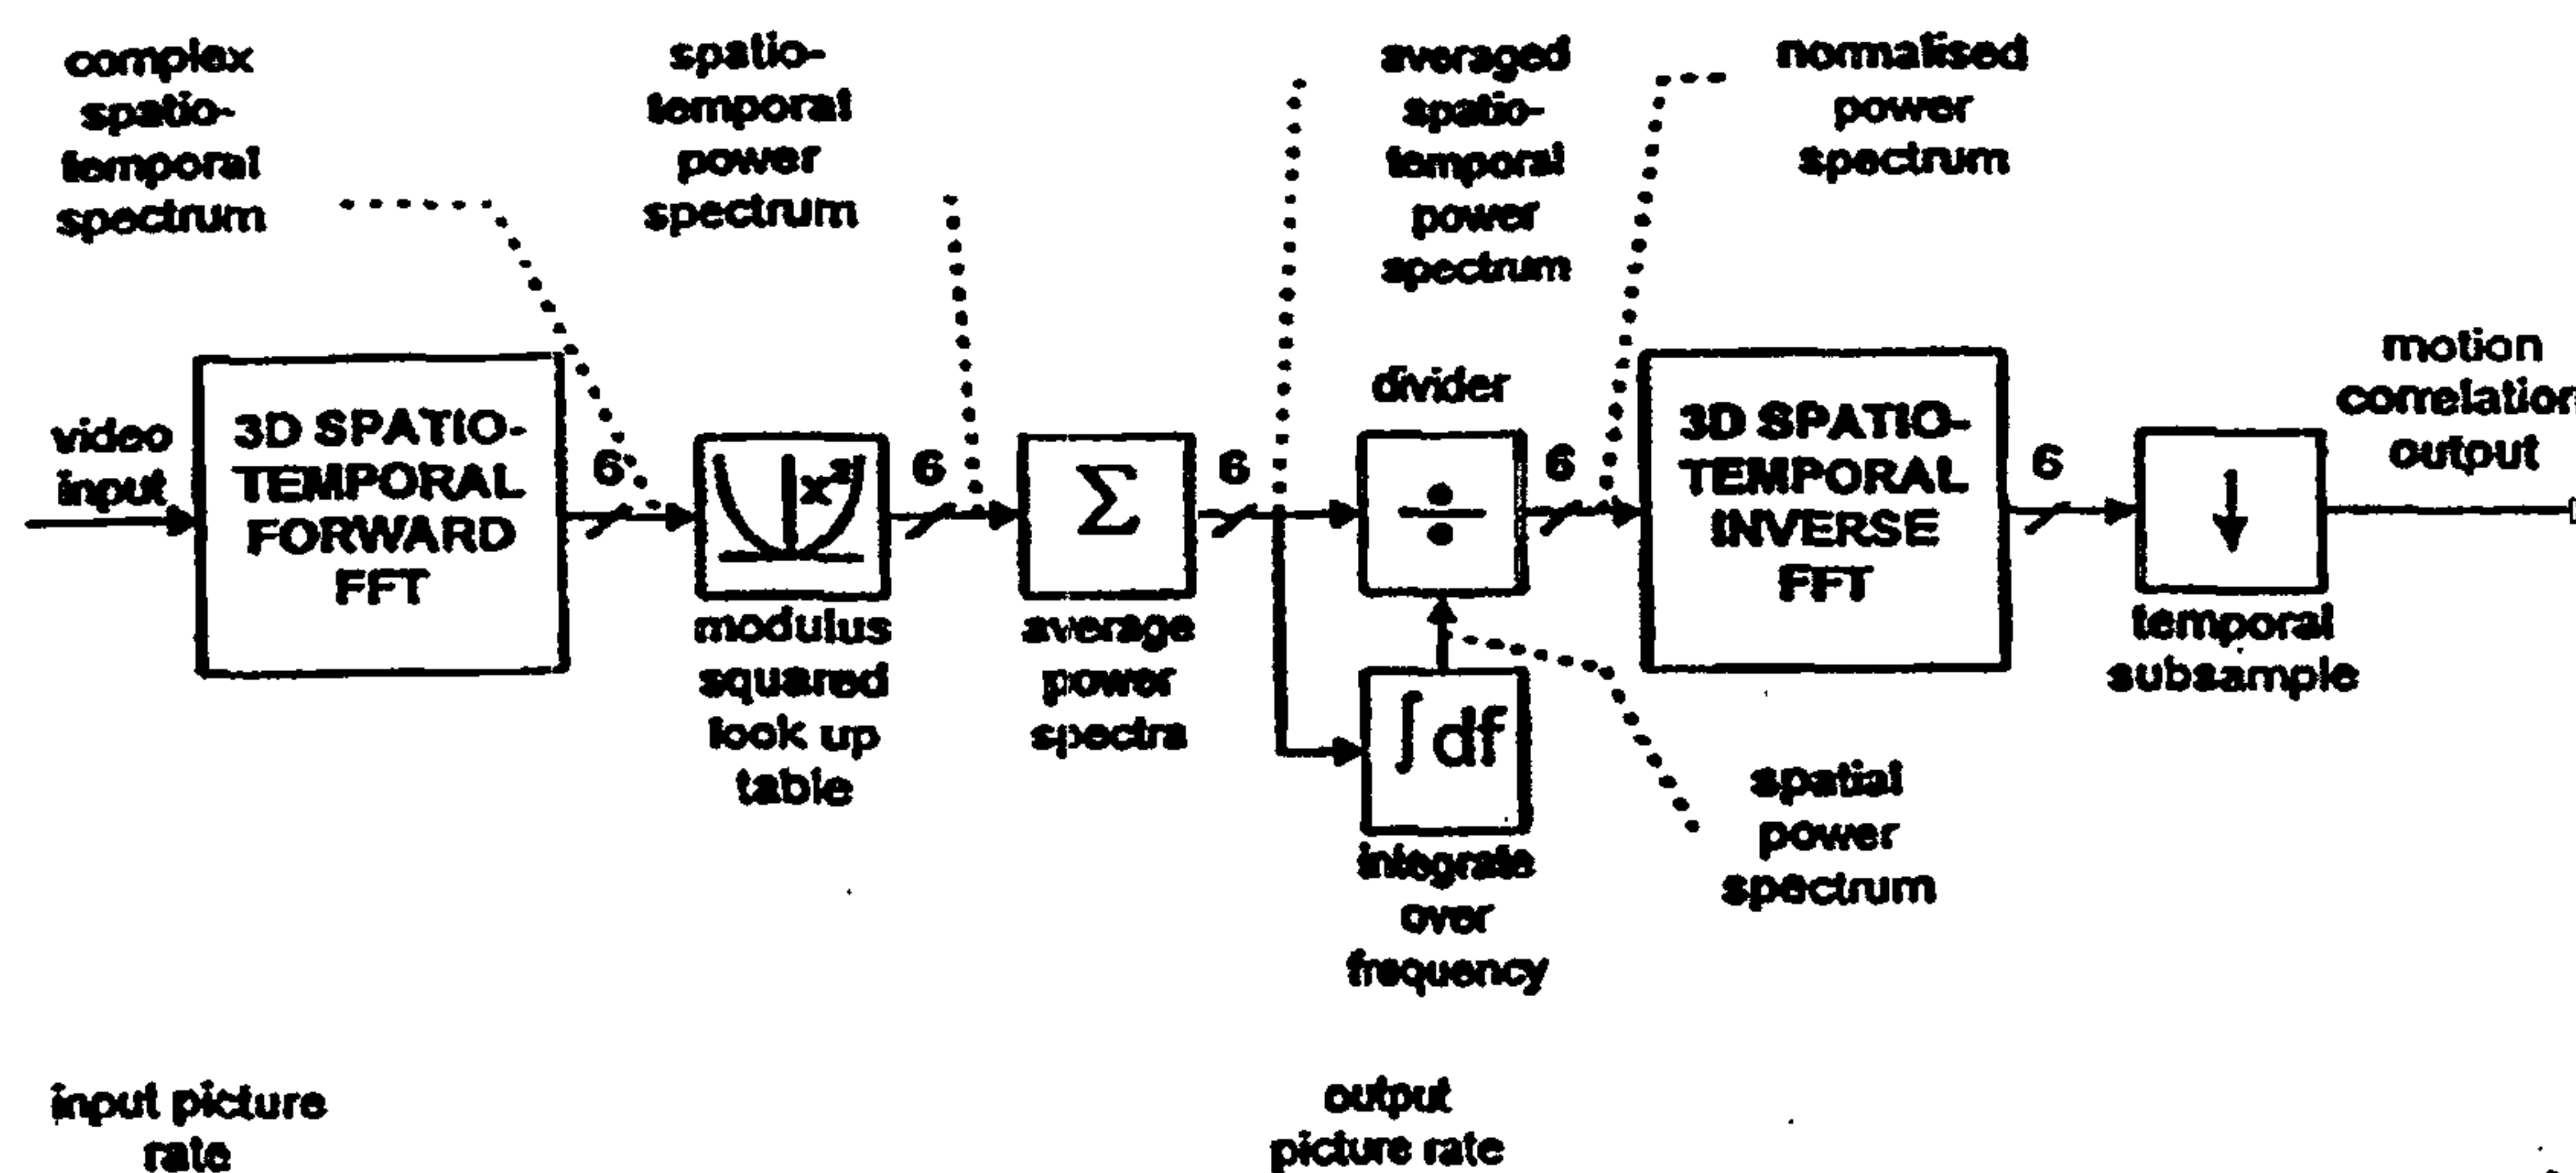 complex
spatio-
temporal
spectrum
spatio-
temporal
power
spectrum
averaged
spatio-
temporal
power
spectrum
normalised
power
spectrum
video
input
3D SPATIO-
TEMPORAL
FORWARD
FFT
6
x²
modulus
squared
look up
table
6
Σ
average
power
spectra
6
divider
÷
∫df
integrate
over
frequency
spatial
power
spectrum
6
3D SPATIO-
TEMPORAL
INVERSE
FFT
6
temporal
subsample
motion
correlation
output
input picture
rate
output
picture rate